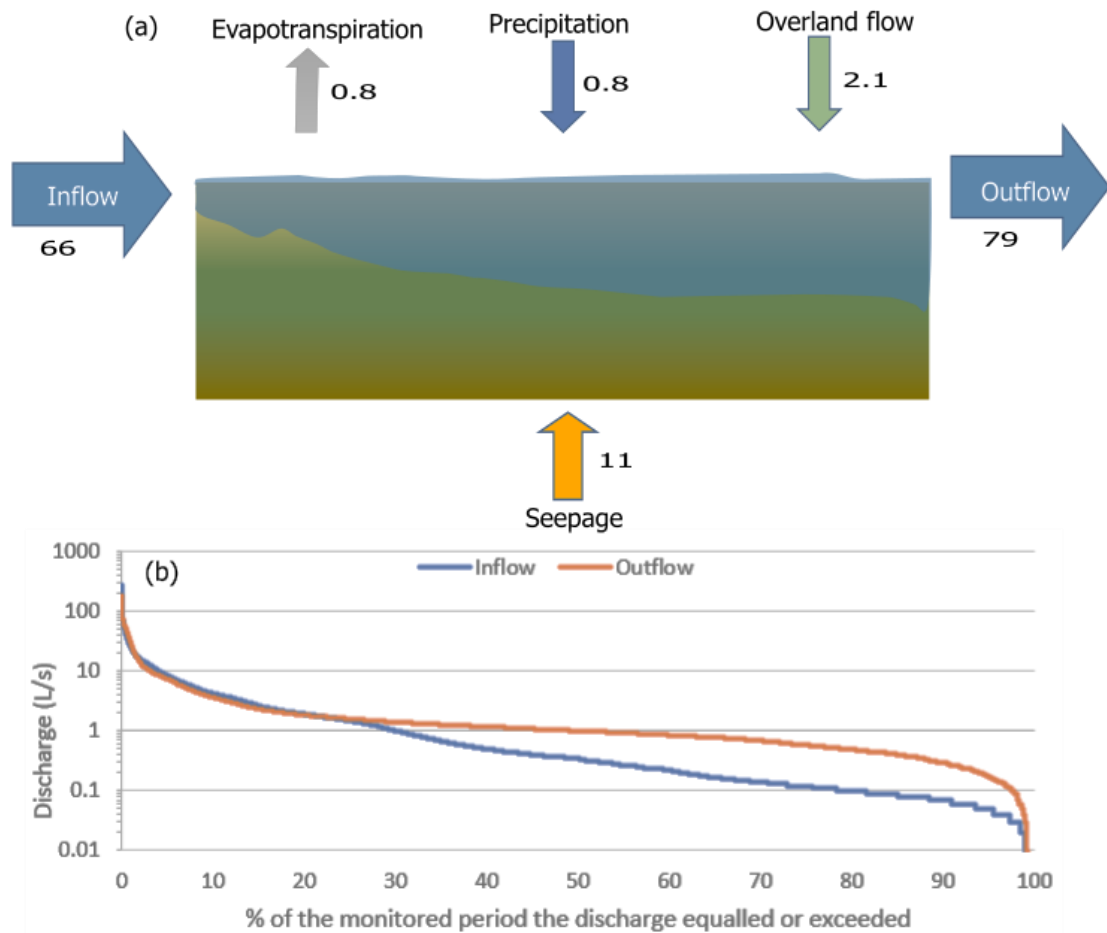 (a)
Evapotranspiration
Precipitation
Overland flow
0.8
0.8
2.1
Inflow
Outflow
66
79
11
Seepage
(b)
Inflow
Outflow
1000
100
10
1
0.1
0.01
Discharge (L/s)
0 10 20 30 40 50 60 70 80 90 100
% of the monitored period the discharge equalled or exceeded